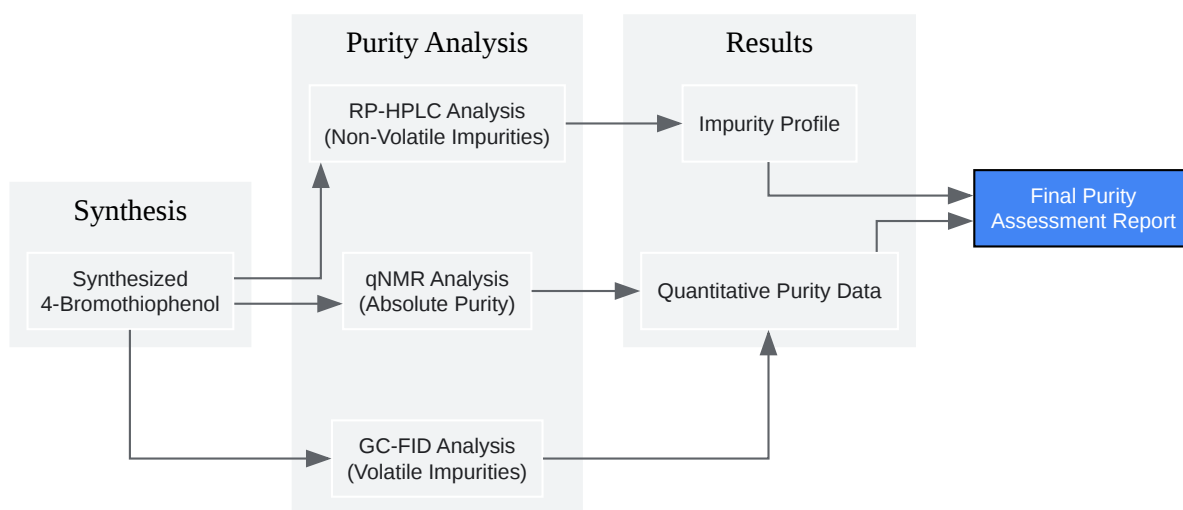 Purity Analysis
Results
RP-HPLC Analysis
(Non-Volatile Impurities)
Impurity Profile
Synthesis
Final Purity
Assessment Report
Synthesized
4-Bromothiophenol
qNMR Analysis
(Absolute Purity)
Quantitative Purity Data
GC-FID Analysis
(Volatile Impurities)